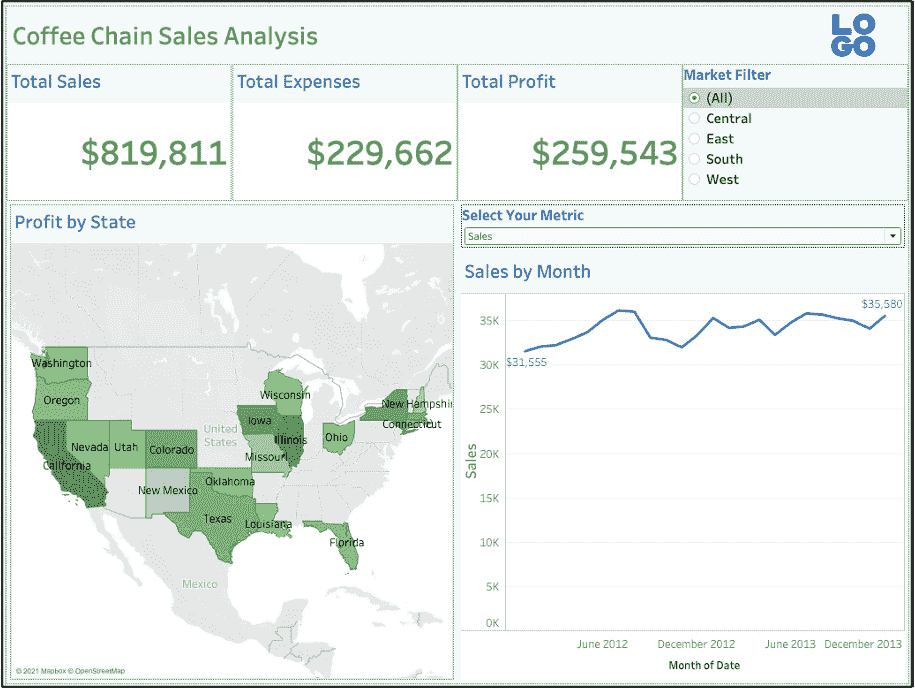 Coffee Chain Sales Analysis
LO
GO
Total Sales
$819,811
Total Expenses
$229,662
Total Profit
$259,543
Market Filter
(All)
Central
East
South
West
Profit by State
Washington
Oregon
Wisconsin
New Hampshir
Connecticut
Iowa
United
States
Illinois
Ohio
Nevada
Utah
Colorado
Missouri
California
Oklahoma
New Mexico
Texas
Louisiana
Florida
Mexico
© 2021 Mapbox © OpenStreetMap
Select Your Metric
Sales
Sales by Month
$35,580
35K
$31,555
30K
25K
Sales
20K
15K
10K
5K
0K
June 2012
December 2012
June 2013
December 2013
Month of Date